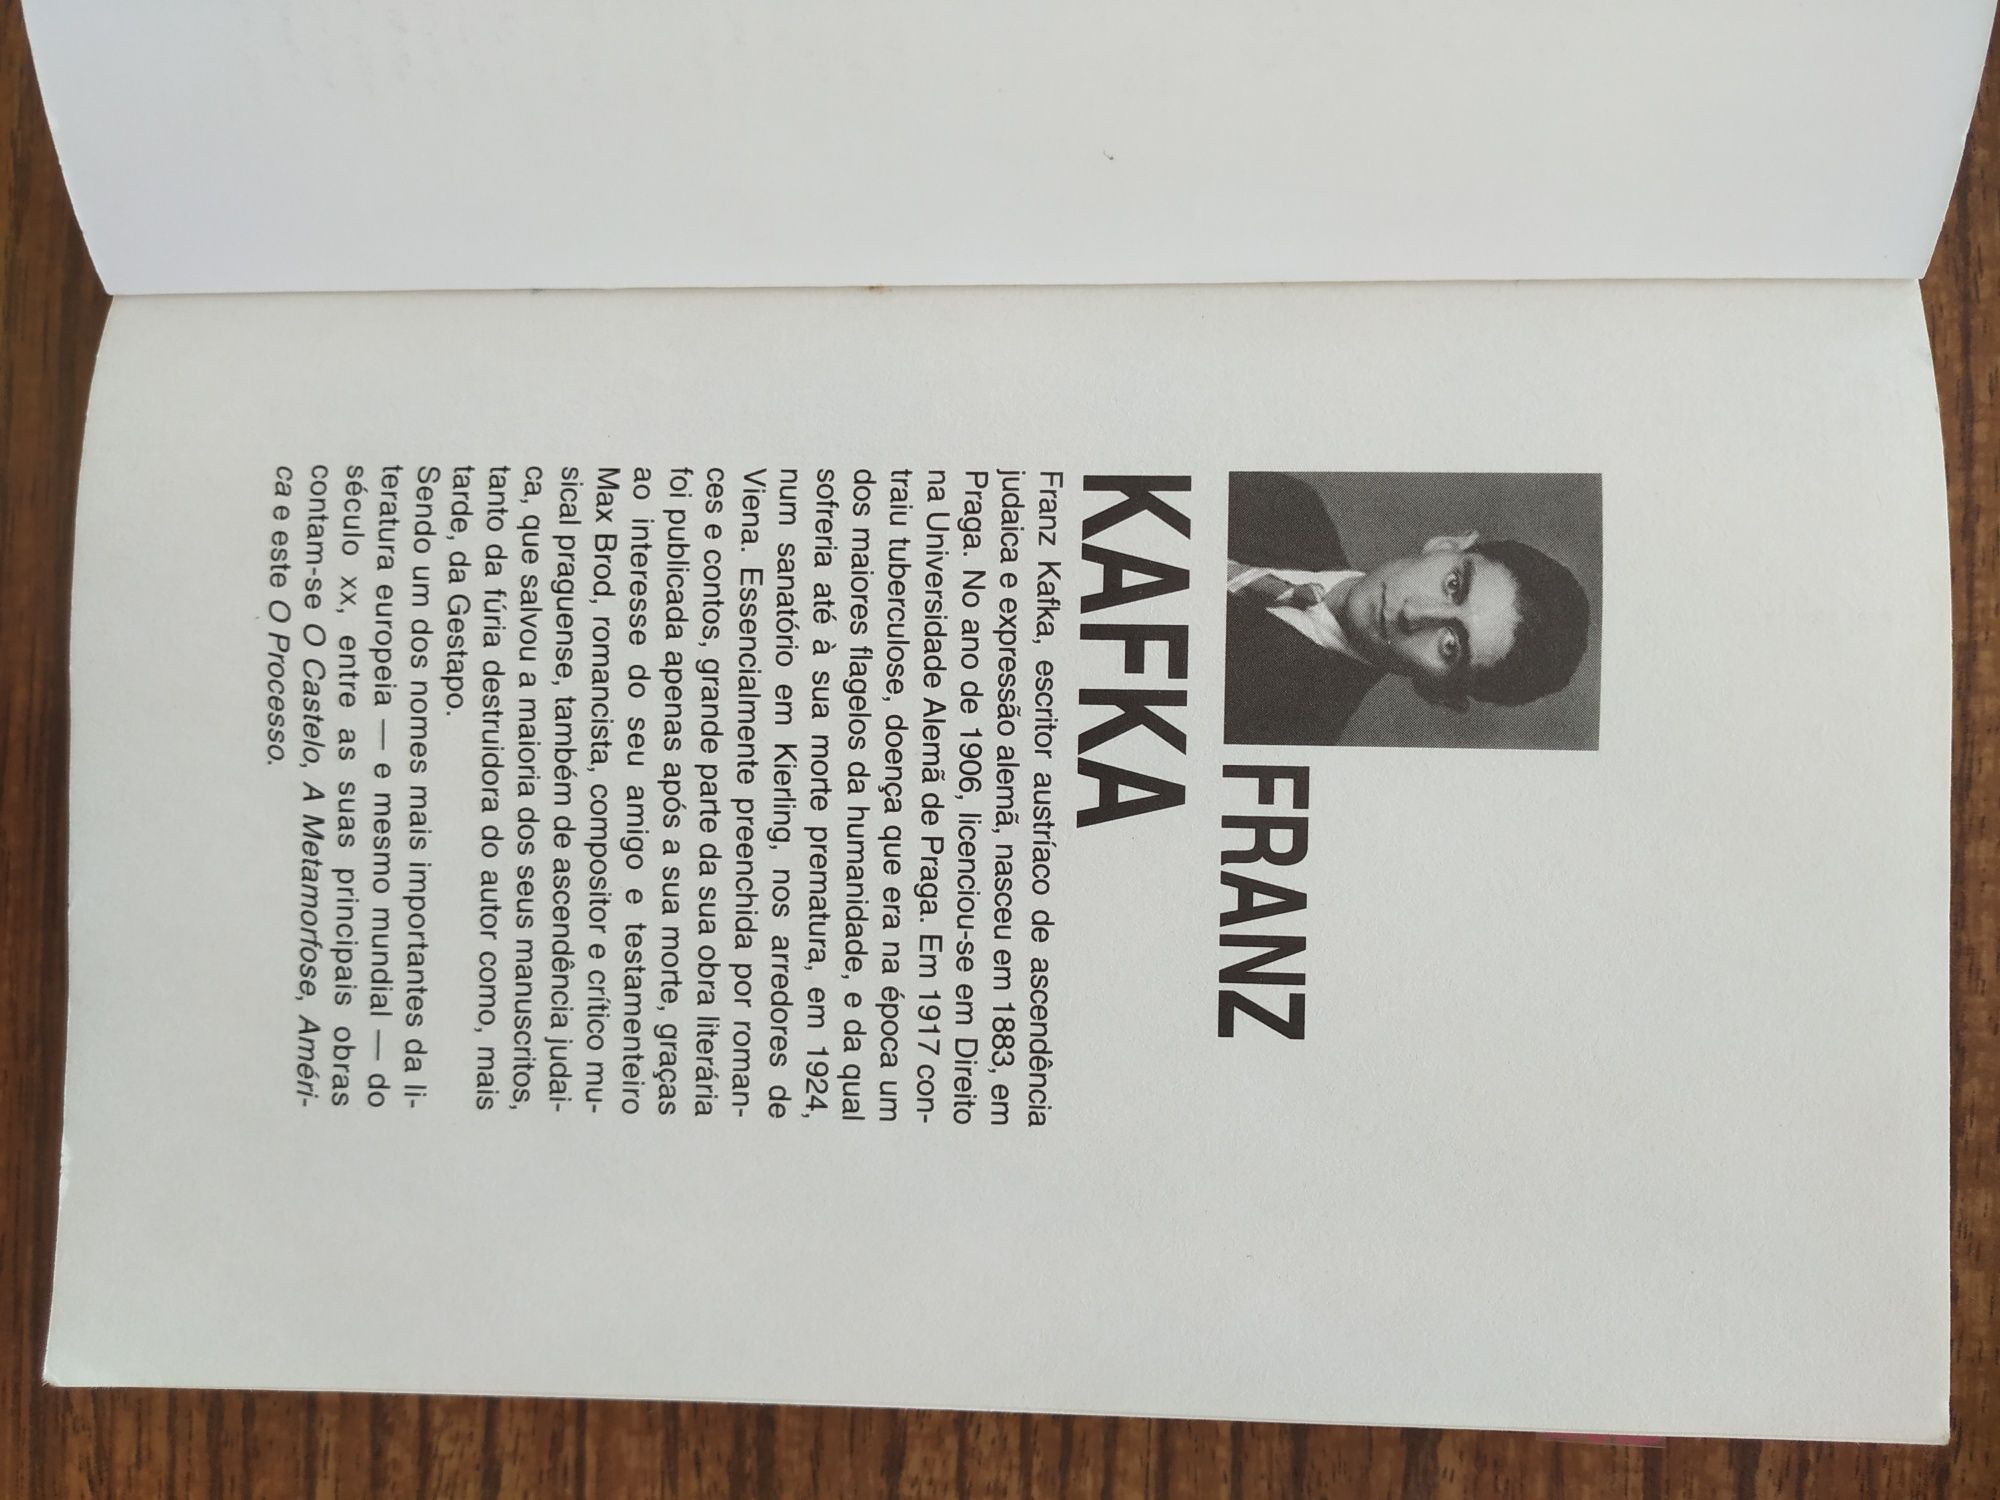 FRANZ
KAFKA
Franz Kafka, escritor austríaco de ascendência
judaica e expressão alemã, nasceu em 1883, em
Praga. No ano de 1906, licenciou-se em Direito
na Universidade Alemã de Praga. Em 1917 con-
traiu tuberculose, doença que era na época um
dos maiores flagelos da humanidade, e da qual
sofreria até à sua morte prematura, em 1924,
num sanatório em Kierling, nos arredores de
Viena. Essencialmente preenchida por roman-
ces e contos, grande parte da sua obra literária
foi publicada apenas após a sua morte, graças
ao interesse do seu amigo e testamenteiro
Max Brod, romancista, compositor e crítico mu-
sical praguense, também de ascendência judai-
ca, que salvou a maioria dos seus manuscritos,
tanto da fúria destruidora do autor como, mais
tarde, da Gestapo.
Sendo um dos nomes mais importantes da li-
teratura europeia — e mesmo mundial — do
século xx, entre as suas principais obras
contam-se O Castelo, A Metamorfose, Améri-
ca e este O Processo.